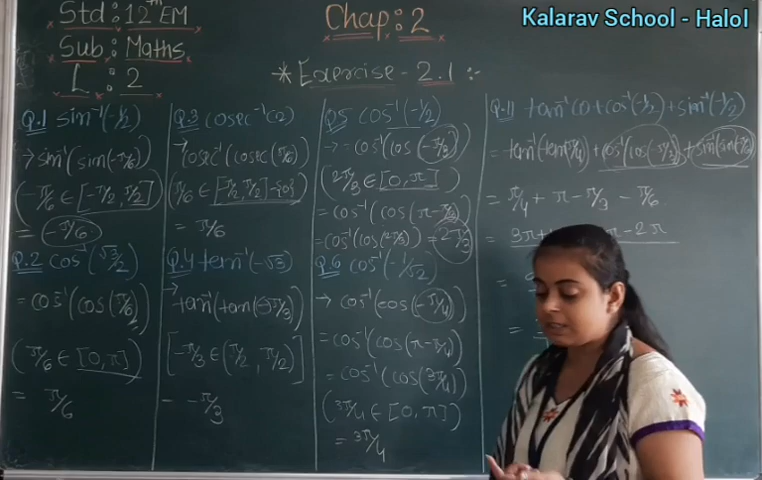 Std : 12th EM
Sub : Maths
L : 2
Chap : 2
Kalarav School - Halol
* Exercise - 2.1 :-
Q.1 sin⁻¹(-1/2)
→ sin⁻¹(sin(-π/6))
(-π/6 ∈ [-π/2, π/2])
= -π/6
Q.2 cos⁻¹(√3/2)
= cos⁻¹(cos(π/6))
(π/6 ∈ [0, π])
= π/6
Q.3 cosec⁻¹(2)
→ cosec⁻¹(cosec(π/6))
(π/6 ∈ [-π/2, π/2] - {0})
= π/6
Q.4 tan⁻¹(-√3)
→ tan⁻¹(tan(-π/3))
[-π/3 ∈ (-π/2, π/2)]
- -π/3
Q5 cos⁻¹(-1/2)
→ = cos⁻¹(cos(-π/3))
(2π/3 ∈ [0, π])
= cos⁻¹(cos(π-π/3))
= cos⁻¹(cos(2π/3)) = 2π/3
Q.6 cos⁻¹(-1/√2)
→ cos⁻¹(cos(-π/4))
= cos⁻¹(cos(π-π/4))
= cos⁻¹(cos(3π/4))
(3π/4 ∈ [0, π])
= 3π/4
Q.11 tan⁻¹(1)+cos⁻¹(-1/2)+sin⁻¹(-1/2)
= tan⁻¹(tan π/4) + cos⁻¹(cos(-π/3)) + sin⁻¹(sin(-π/6))
= π/4 + π - π/3 - π/6
= 3π+ - 2π
=
=